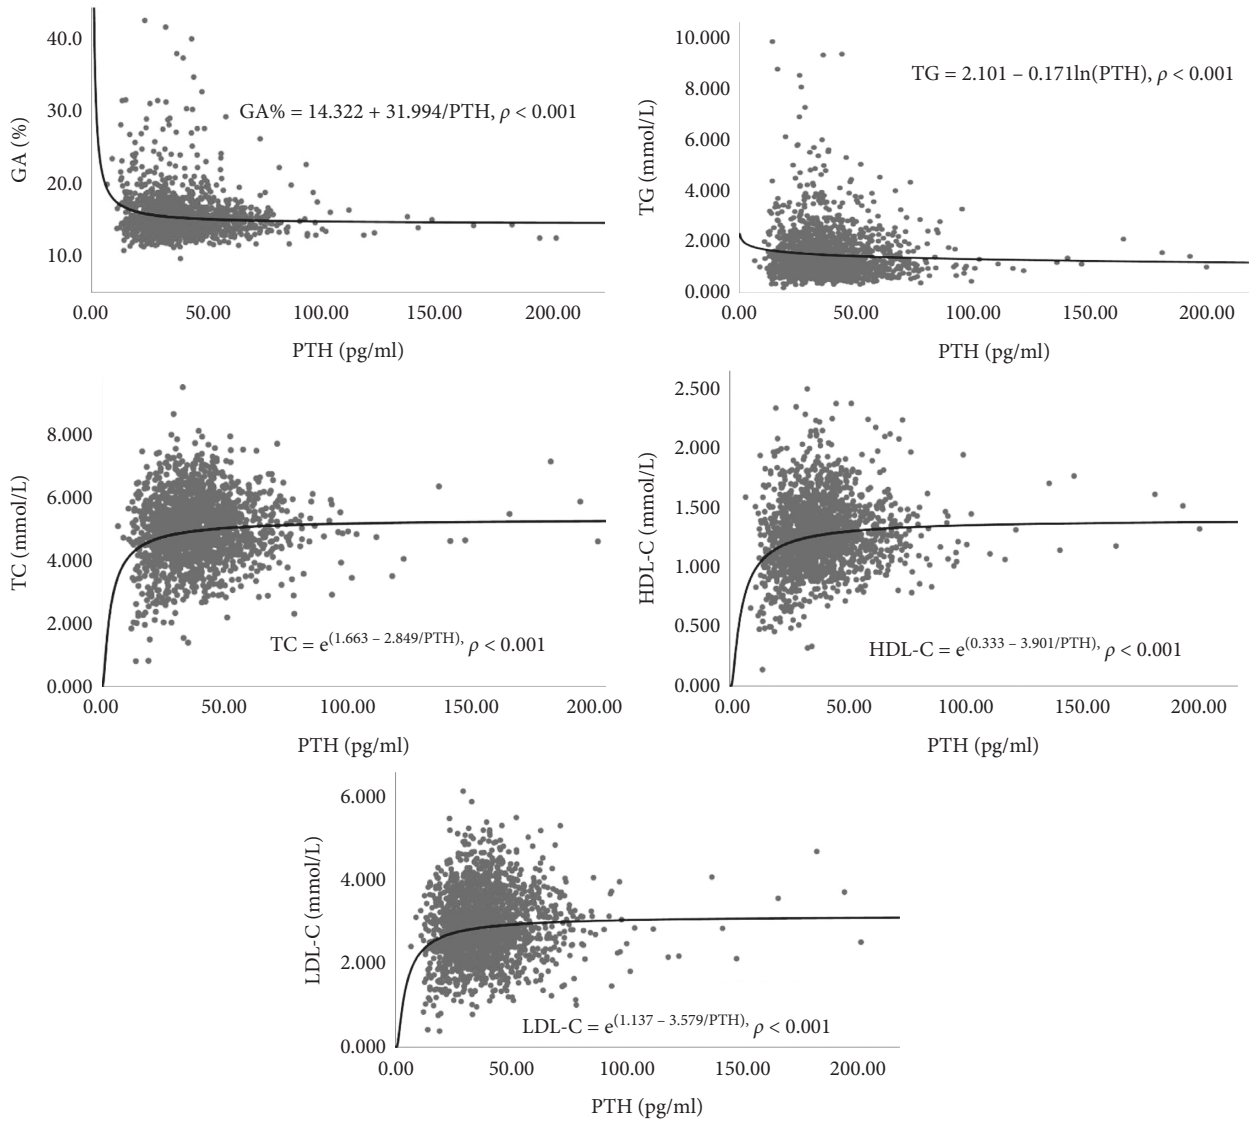 GA (%)
40.0
30.0
20.0
10.0
GA% = 14.322 + 31.994/PTH, ρ < 0.001
0.00 50.00 100.00 150.00 200.00
PTH (pg/ml)
TG (mmol/L)
10.000
8.000
6.000
4.000
2.000
0.000
TG = 2.101 – 0.171ln(PTH), ρ < 0.001
0.00 50.00 100.00 150.00 200.00
PTH (pg/ml)
TC (mmol/L)
8.000
6.000
4.000
2.000
0.000
TC = e(1.663 – 2.849/PTH), ρ < 0.001
0.00 50.00 100.00 150.00 200.00
PTH (pg/ml)
HDL-C (mmol/L)
2.500
2.000
1.500
1.000
0.500
0.000
HDL-C = e(0.333 – 3.901/PTH), ρ < 0.001
0.00 50.00 100.00 150.00 200.00
PTH (pg/ml)
LDL-C (mmol/L)
6.000
4.000
2.000
0.000
LDL-C = e(1.137 – 3.579/PTH), ρ < 0.001
0.00 50.00 100.00 150.00 200.00
PTH (pg/ml)